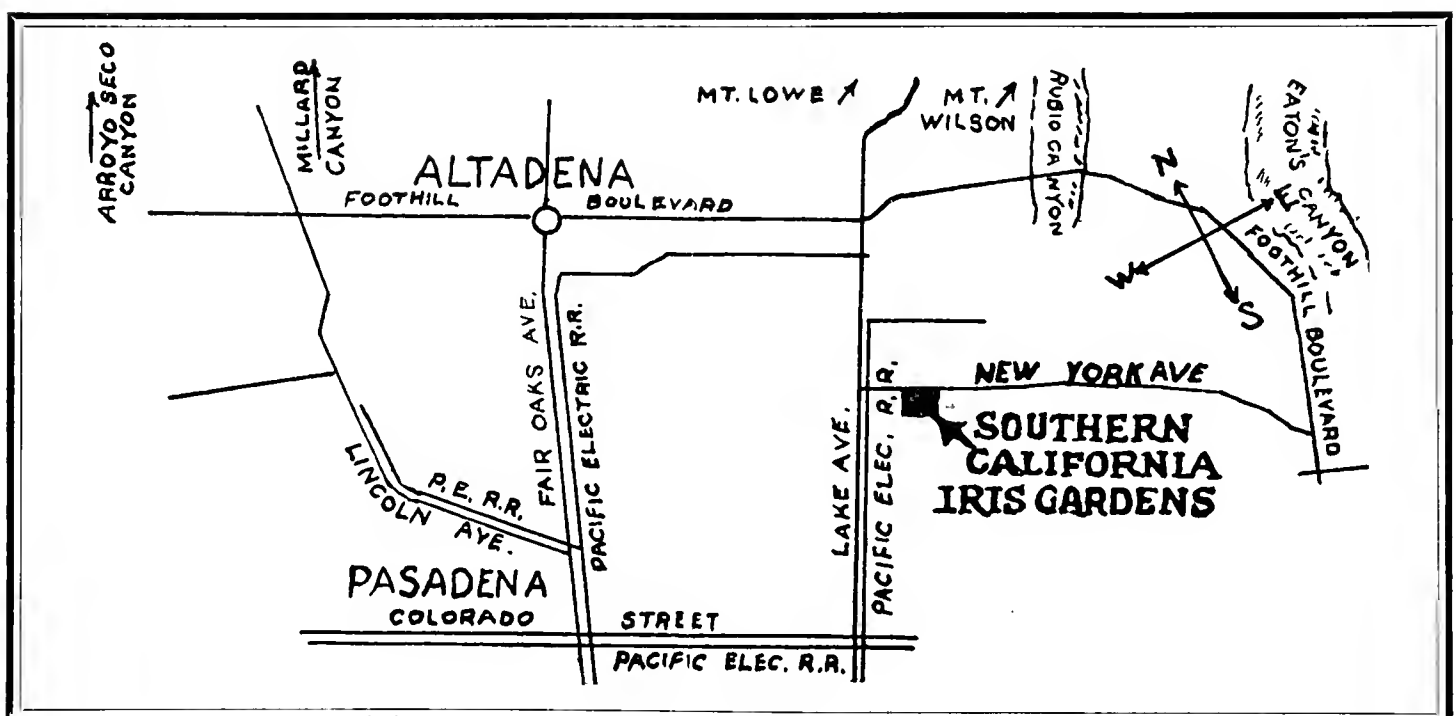 ARROYO SECO
CANYON
MILLARD
CANYON
MT. LOWE
MT.
WILSON
RUBIO CANYON
EATON'S CANYON
ALTADENA
FOOTHILL BOULEVARD
N
E
W
S
FOOTHILL BOULEVARD
FAIR OAKS AVE.
PACIFIC ELECTRIC R.R.
LAKE AVE.
PACIFIC ELEC. R.R.
NEW YORK AVE
SOUTHERN
CALIFORNIA
IRIS GARDENS
P.E.R.R.
LINCOLN AVE.
PASADENA
COLORADO STREET
PACIFIC ELEC. R.R.